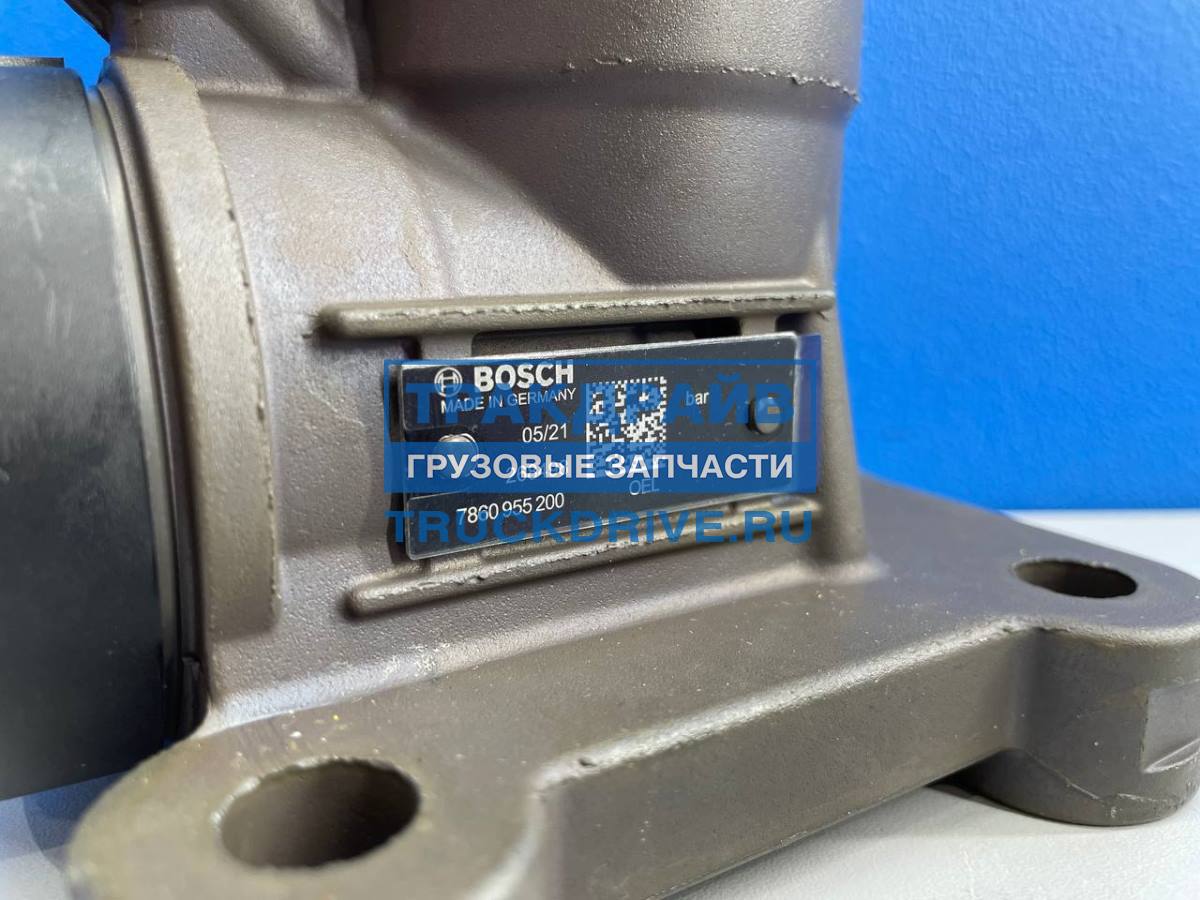 BOSCH
MADE IN GERMANY
05/21
bar
7860 955 200
OEL
ТРАКДРАЙВ
ГРУЗОВЫЕ ЗАПЧАСТИ
TRUCKDRIVE.RU